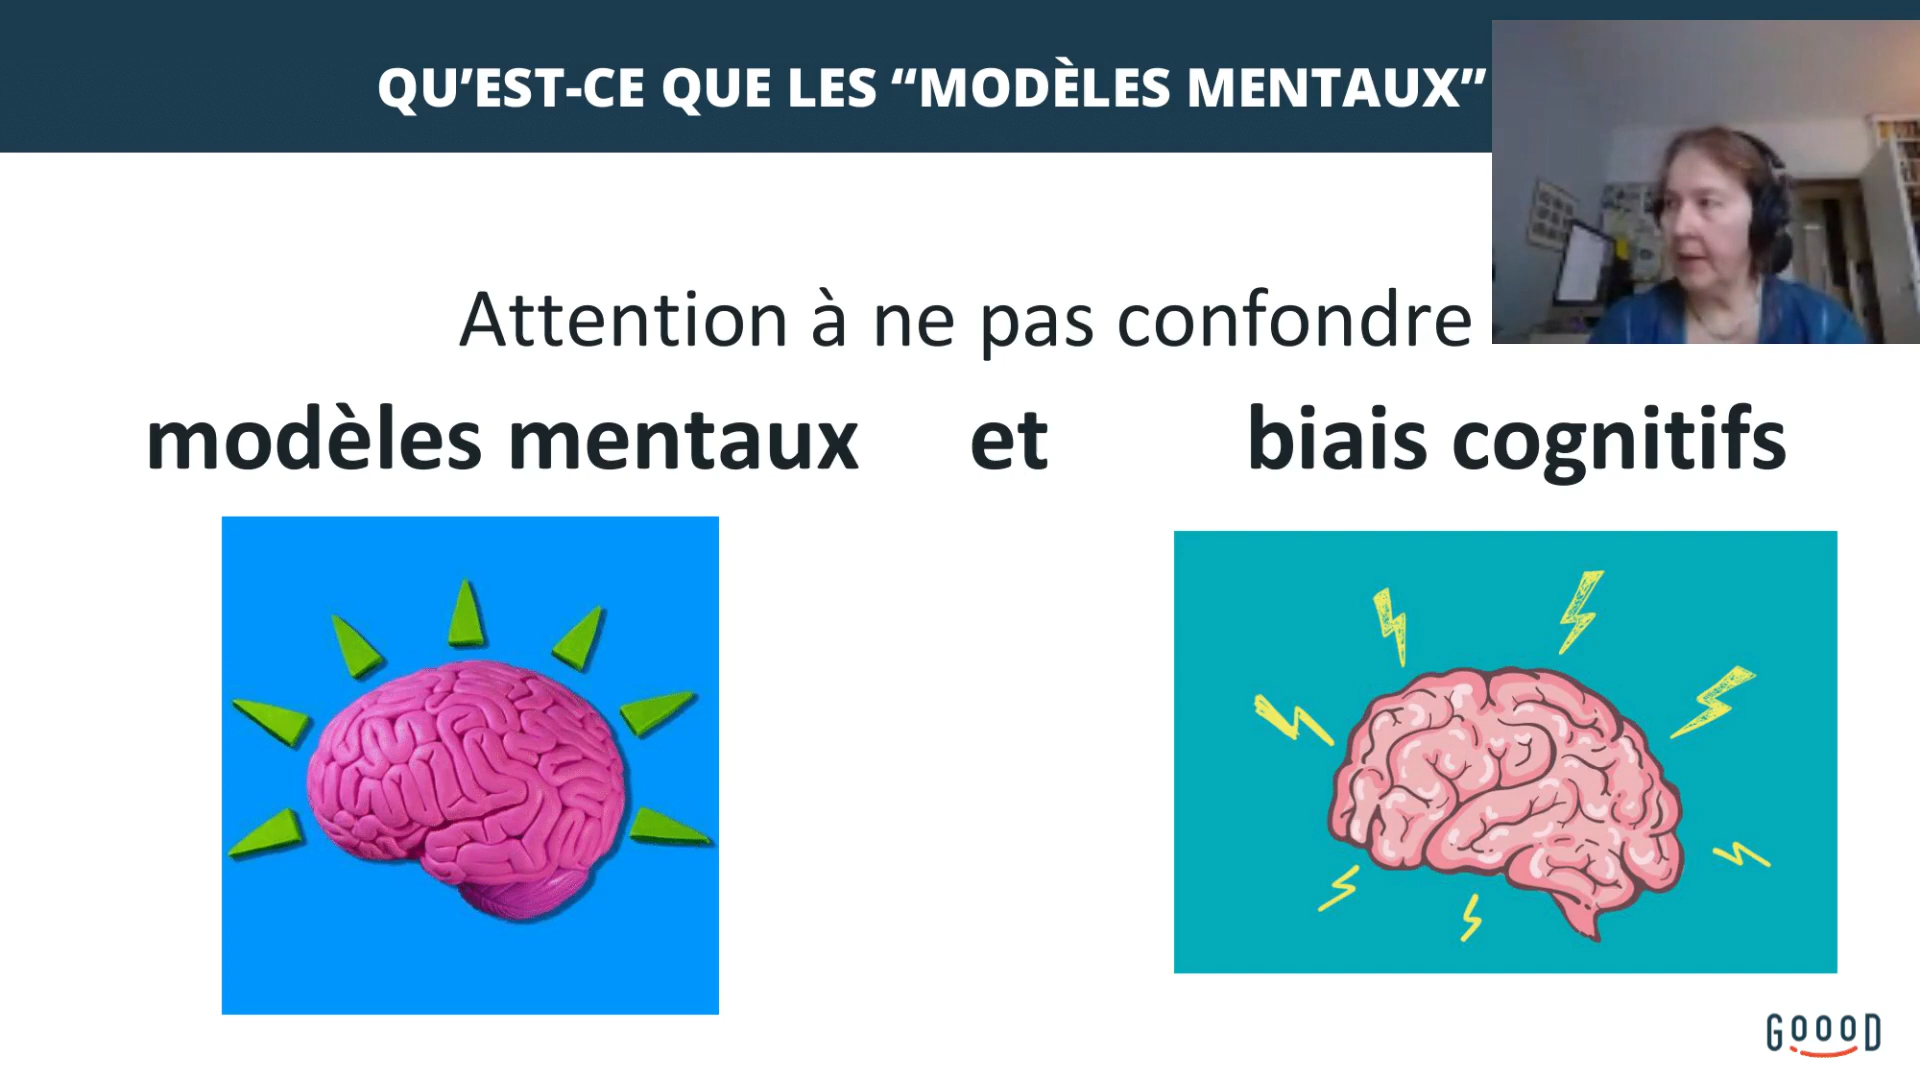 QU’EST-CE QUE LES “MODÈLES MENTAUX”
Attention à ne pas confondre
modèles mentaux et biais cognitifs
GOOOD